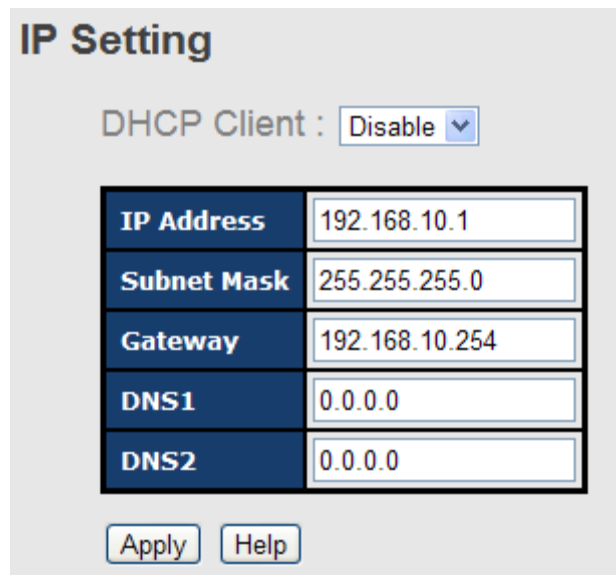 IP Setting
DHCP Client : Disable
IP Address 192.168.10.1
Subnet Mask 255.255.255.0
Gateway 192.168.10.254
DNS1 0.0.0.0
DNS2 0.0.0.0
Apply Help